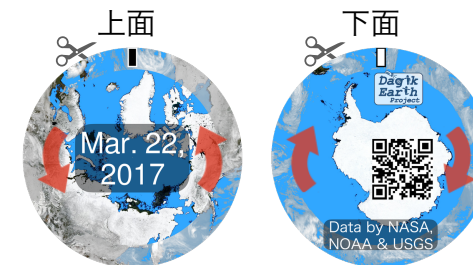 上面
下面
Mar. 22,
2017
Dagik
Earth
Project
Data by NASA,
NOAA & USGS